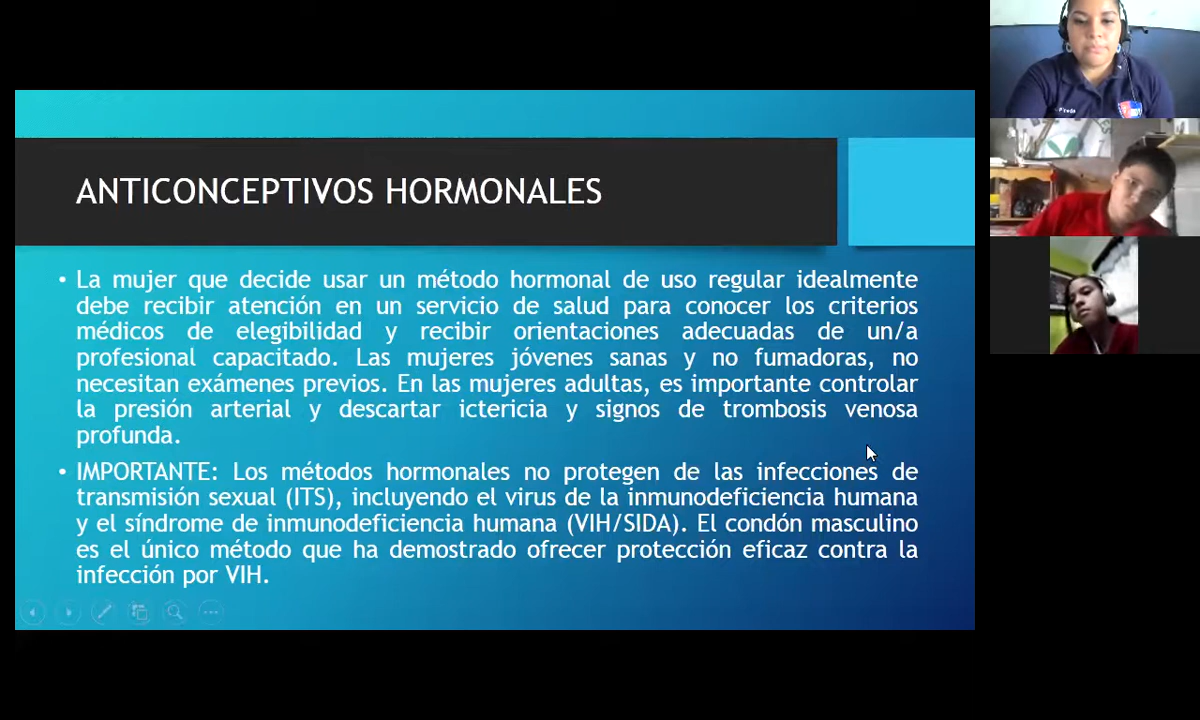 ANTICONCEPTIVOS HORMONALES
• La mujer que decide usar un método hormonal de uso regular idealmente
debe recibir atención en un servicio de salud para conocer los criterios
médicos de elegibilidad y recibir orientaciones adecuadas de un/a
profesional capacitado. Las mujeres jóvenes sanas y no fumadoras, no
necesitan exámenes previos. En las mujeres adultas, es importante controlar
la presión arterial y descartar ictericia y signos de trombosis venosa
profunda.
• IMPORTANTE: Los métodos hormonales no protegen de las infecciones de
transmisión sexual (ITS), incluyendo el virus de la inmunodeficiencia humana
y el síndrome de inmunodeficiencia humana (VIH/SIDA). El condón masculino
es el único método que ha demostrado ofrecer protección eficaz contra la
infección por VIH.